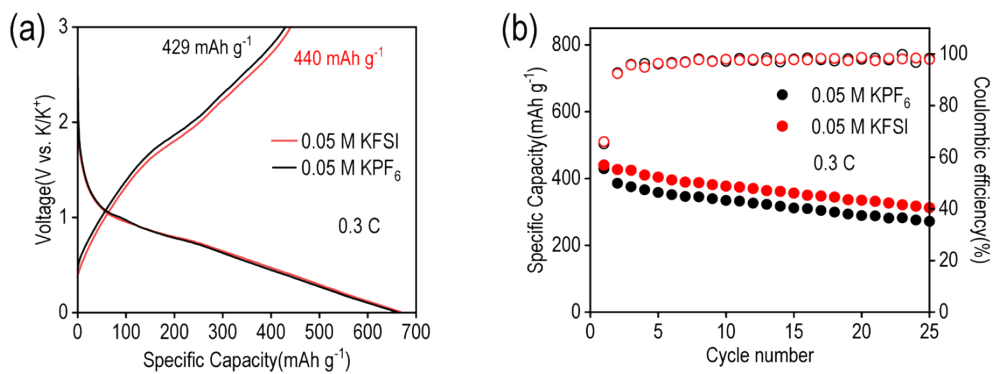 (a)
3
2
1
0
Voltage(V vs. K/K⁺)
429 mAh g⁻¹
440 mAh g⁻¹
0.05 M KFSI
0.05 M KPF₆
0.3 C
0 100 200 300 400 500 600 700
Specific Capacity(mAh g⁻¹)
(b)
800
600
400
200
0
Specific Capacity(mAh g⁻¹)
0.05 M KPF₆
0.05 M KFSI
0.3 C
100
80
60
40
20
0
Coulombic efficiency(%)
0 5 10 15 20 25
Cycle number